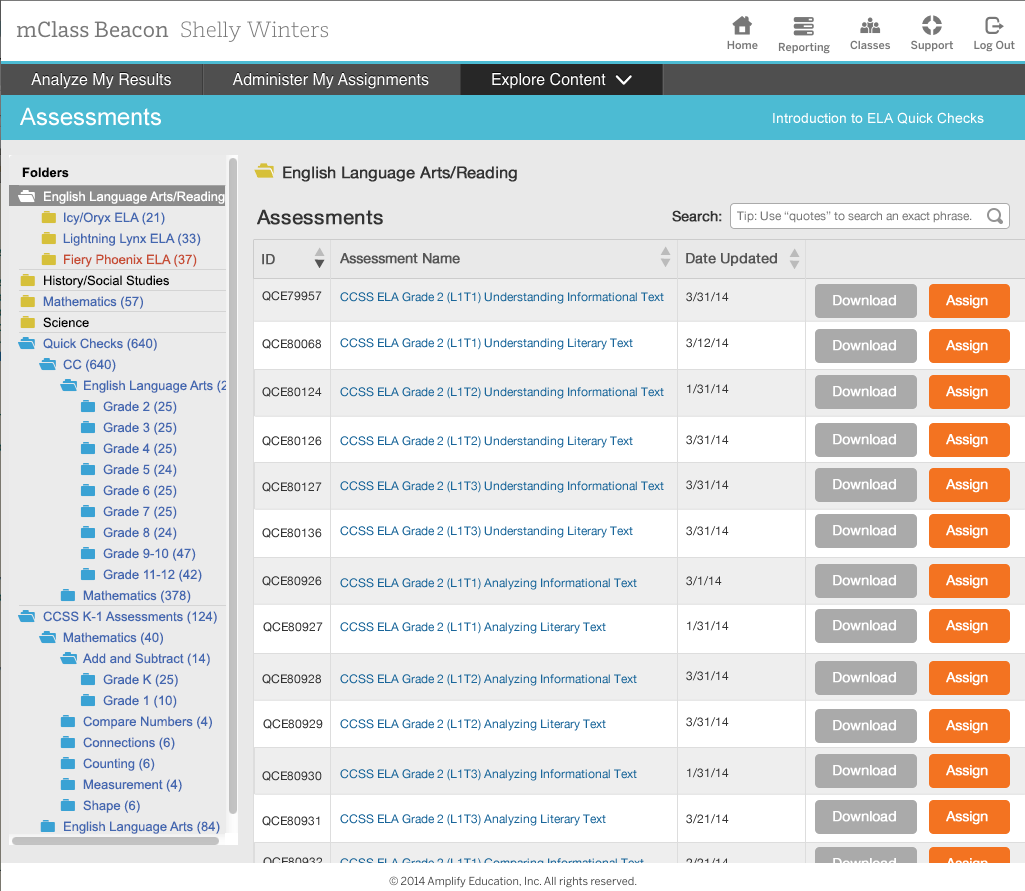 mClass Beacon Shelly Winters
Home Reporting Classes Support Log Out
Analyze My Results Administer My Assignments Explore Content
Assessments Introduction to ELA Quick Checks
Folders
English Language Arts/Reading
Icy/Oryx ELA (21)
Lightning Lynx ELA (33)
Fiery Phoenix ELA (37)
History/Social Studies
Mathematics (57)
Science
Quick Checks (640)
CC (640)
English Language Arts (2
Grade 2 (25)
Grade 3 (25)
Grade 4 (25)
Grade 5 (24)
Grade 6 (25)
Grade 7 (25)
Grade 8 (24)
Grade 9-10 (47)
Grade 11-12 (42)
Mathematics (378)
CCSS K-1 Assessments (124)
Mathematics (40)
Add and Subtract (14)
Grade K (25)
Grade 1 (10)
Compare Numbers (4)
Connections (6)
Counting (6)
Measurement (4)
Shape (6)
English Language Arts (84)
English Language Arts/Reading
Assessments Search: Tip: Use “quotes” to search an exact phrase.
ID Assessment Name Date Updated
QCE79957 CCSS ELA Grade 2 (L1T1) Understanding Informational Text 3/31/14 Download Assign
QCE80068 CCSS ELA Grade 2 (L1T1) Understanding Literary Text 3/12/14 Download Assign
QCE80124 CCSS ELA Grade 2 (L1T2) Understanding Informational Text 1/31/14 Download Assign
QCE80126 CCSS ELA Grade 2 (L1T2) Understanding Literary Text 3/31/14 Download Assign
QCE80127 CCSS ELA Grade 2 (L1T3) Understanding Informational Text 3/31/14 Download Assign
QCE80136 CCSS ELA Grade 2 (L1T3) Understanding Literary Text 3/31/14 Download Assign
QCE80926 CCSS ELA Grade 2 (L1T1) Analyzing Informational Text 3/1/14 Download Assign
QCE80927 CCSS ELA Grade 2 (L1T1) Analyzing Literary Text 1/31/14 Download Assign
QCE80928 CCSS ELA Grade 2 (L1T2) Analyzing Informational Text 3/31/14 Download Assign
QCE80929 CCSS ELA Grade 2 (L1T2) Analyzing Literary Text 3/31/14 Download Assign
QCE80930 CCSS ELA Grade 2 (L1T3) Analyzing Informational Text 1/31/14 Download Assign
QCE80931 CCSS ELA Grade 2 (L1T3) Analyzing Literary Text 3/21/14 Download Assign
QCE80932 CCSS ELA Grade 2 (L1T1) Comparing Informational Text Download Assign
© 2014 Amplify Education, Inc. All rights reserved.